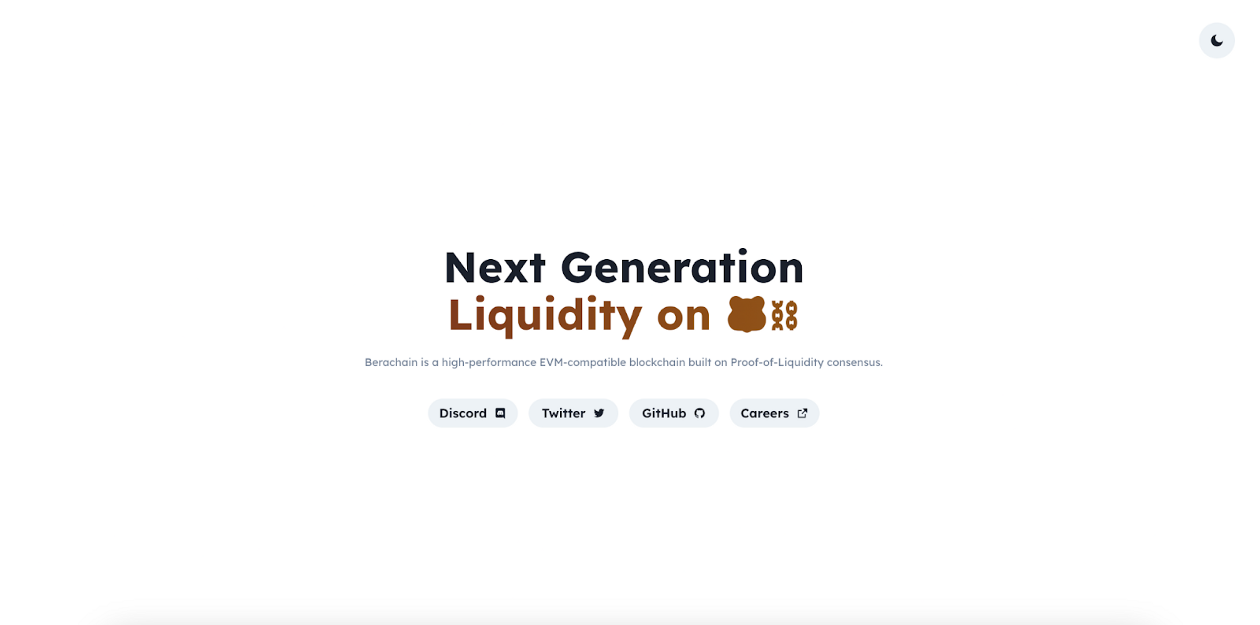 Next Generation
Liquidity on 🐻⛓
Berachain is a high-performance EVM-compatible blockchain built on Proof-of-Liquidity consensus.
Discord
Twitter
GitHub
Careers